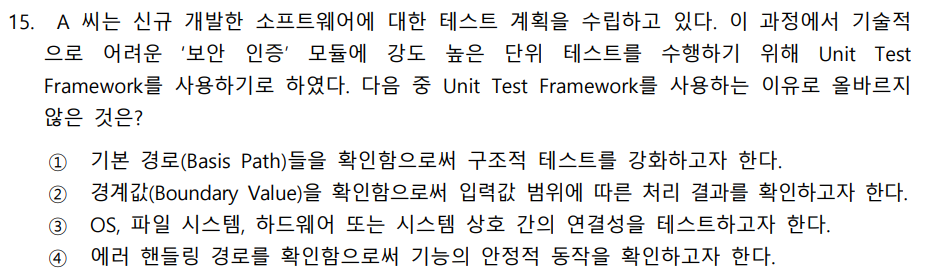 15. A 씨는 신규 개발한 소프트웨어에 대한 테스트 계획을 수립하고 있다. 이 과정에서 기술적
으로 어려운 '보안 인증' 모듈에 강도 높은 단위 테스트를 수행하기 위해 Unit Test
Framework를 사용하기로 하였다. 다음 중 Unit Test Framework를 사용하는 이유로 올바르지
않은 것은?
① 기본 경로(Basis Path)들을 확인함으로써 구조적 테스트를 강화하고자 한다.
② 경계값(Boundary Value)을 확인함으로써 입력값 범위에 따른 처리 결과를 확인하고자 한다.
③ OS, 파일 시스템, 하드웨어 또는 시스템 상호 간의 연결성을 테스트하고자 한다.
④ 에러 핸들링 경로를 확인함으로써 기능의 안정적 동작을 확인하고자 한다.